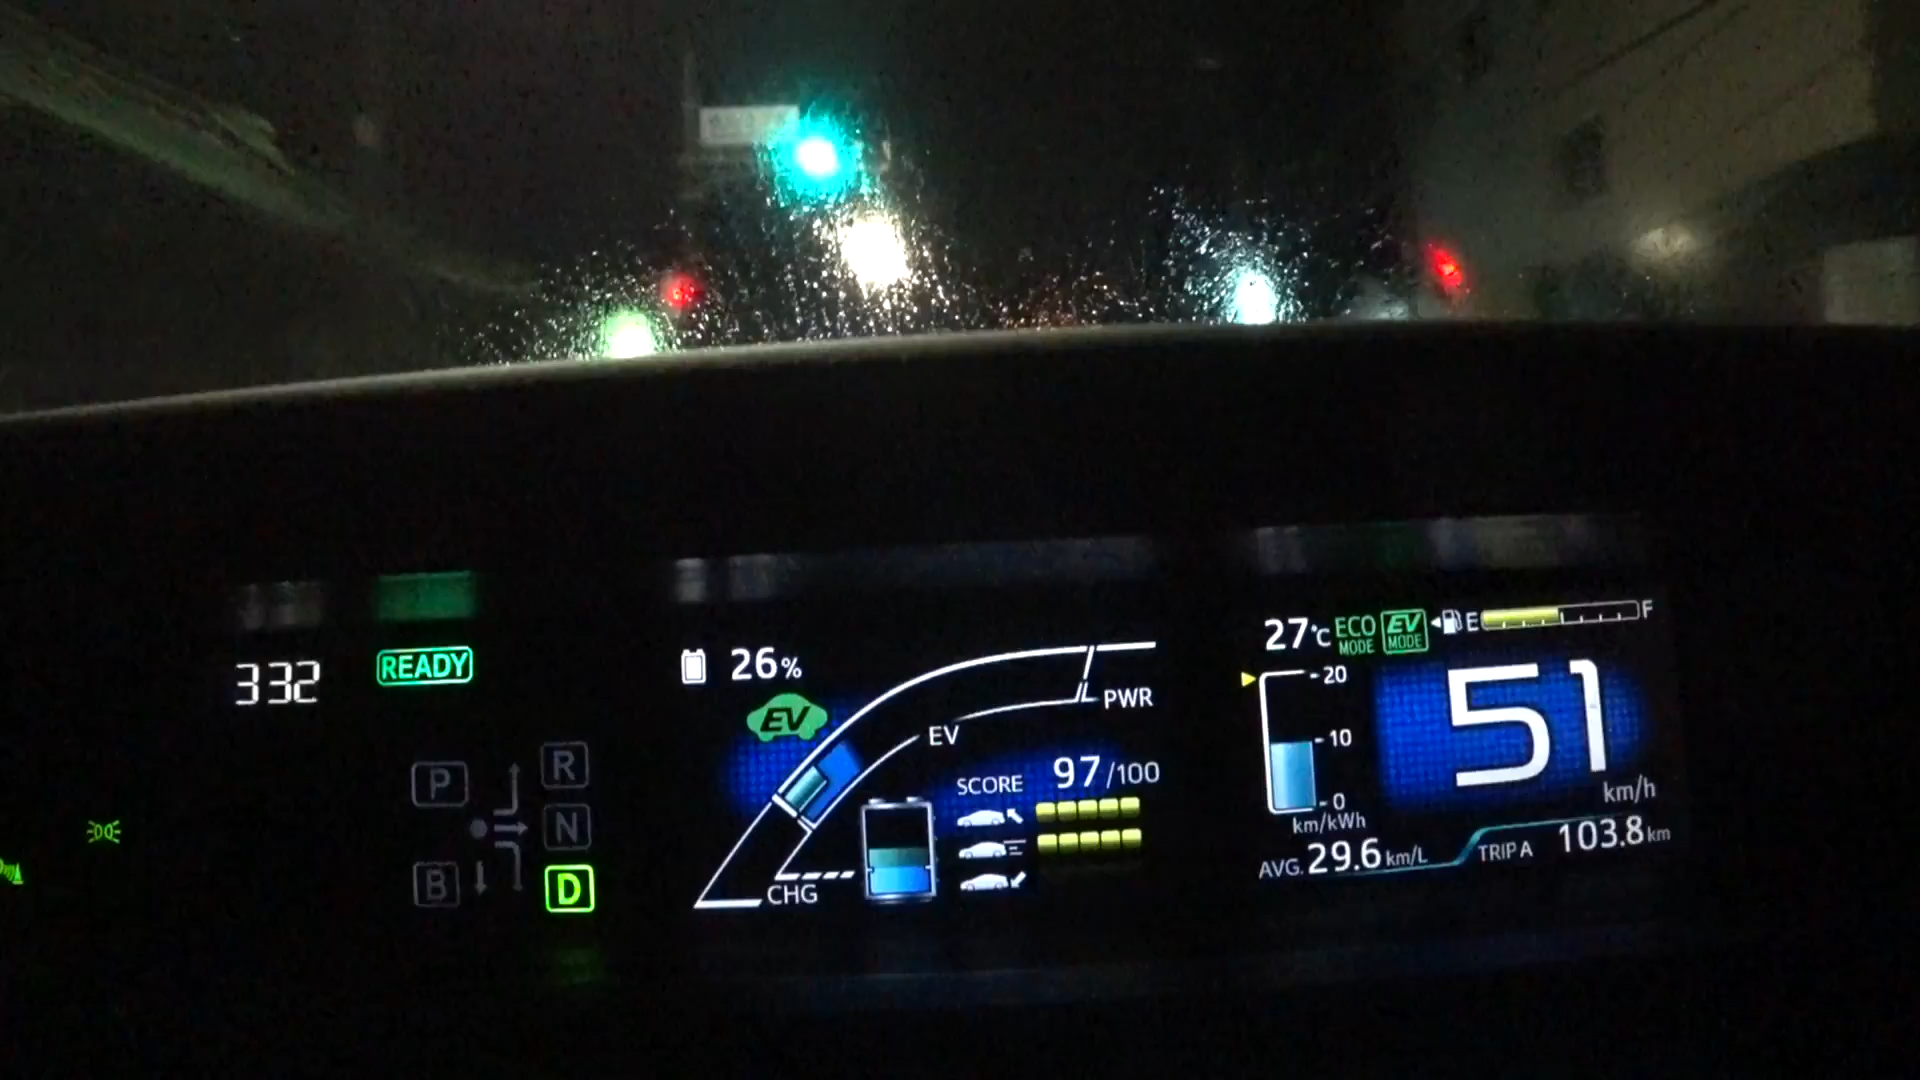 332
READY
P
R
N
B
D
26%
EV
PWR
EV
CHG
SCORE 97/100
27°C
ECO MODE
EV MODE
E
F
20
10
0
km/kWh
51
km/h
AVG. 29.6 km/L
TRIP A 103.8 km